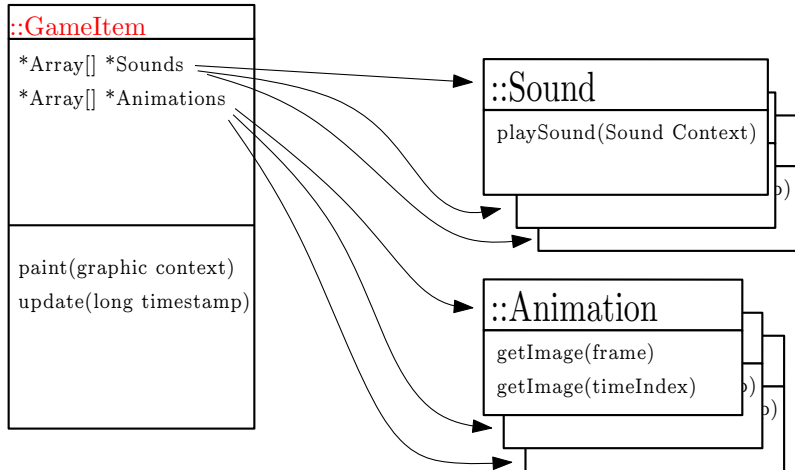 ::GameItem
*Array[] *Sounds
*Array[] *Animations
paint(graphic context)
update(long timestamp)
::Sound
playSound(Sound Context)
::Animation
getImage(frame)
getImage(timeIndex)